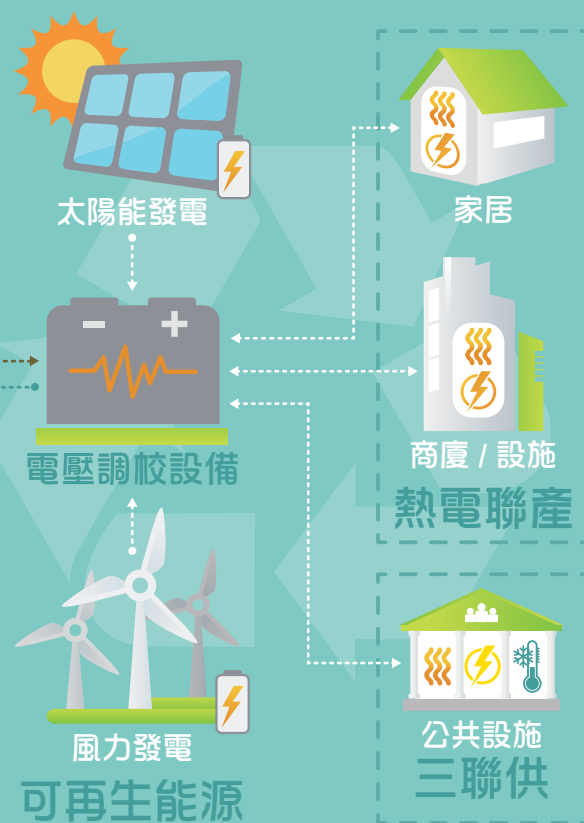 太陽能發電
家居
電壓調校設備
商廈 / 設施
熱電聯產
風力發電
可再生能源
公共設施
三聯供